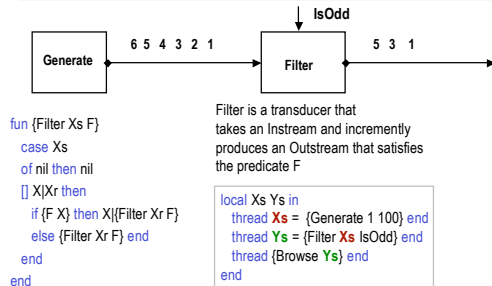 IsOdd
6 5 4 3 2 1
5 3 1
Generate
Filter
Filter is a transducer that
takes an Instream and incremently
produces an Outstream that satisfies
the predicate F
fun {Filter Xs F}
case Xs
of nil then nil
[] X|Xr then
if {F X} then X|{Filter Xr F}
else {Filter Xr F} end
end
end
local Xs Ys in
thread Xs = {Generate 1 100} end
thread Ys = {Filter Xs IsOdd} end
thread {Browse Ys} end
end